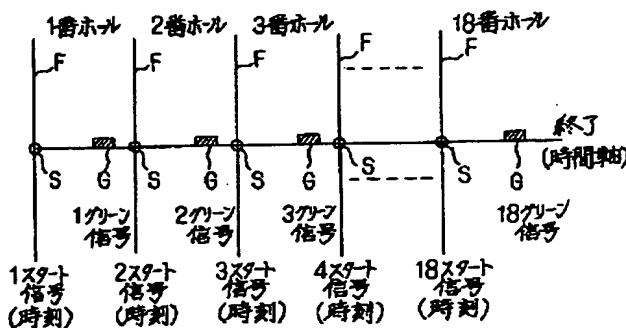 1番ホール 2番ホール 3番ホール 18番ホール
F F F F F
終了
(時間軸)
S G S G S G S S G
1グリーン
信号
2グリーン
信号
3グリーン
信号
18グリーン
信号
1スタート
信号
(時刻)
2スタート
信号
(時刻)
3スタート
信号
(時刻)
4スタート
信号
(時刻)
18スタート
信号
(時刻)